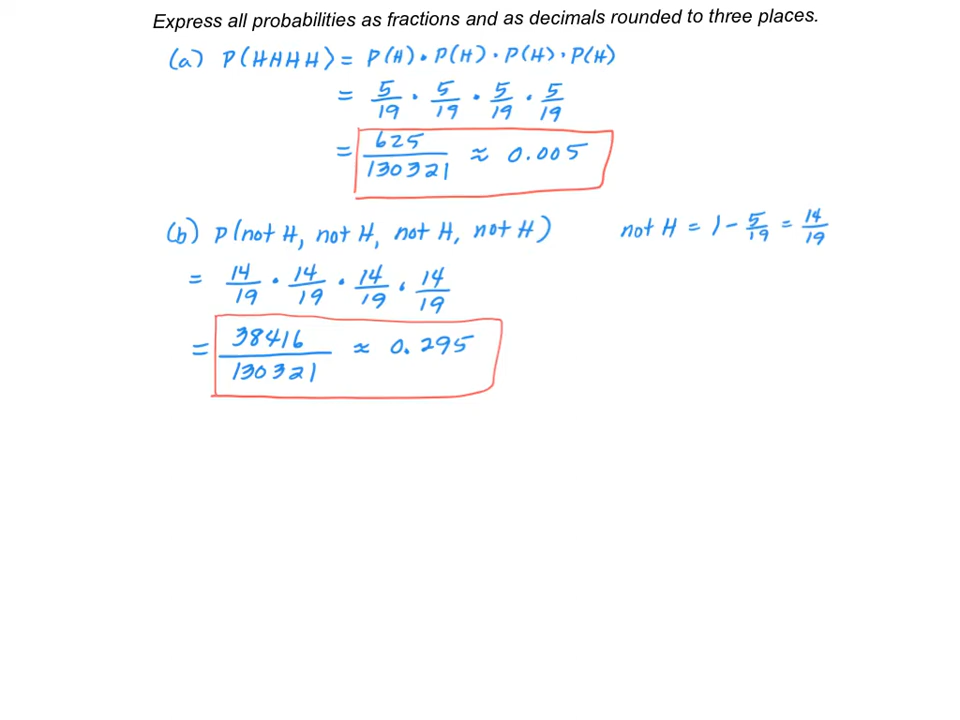 Express all probabilities as fractions and as decimals rounded to three places.
(a) P(HHHH) = P(H) · P(H) · P(H) · P(H)
= 5/19 · 5/19 · 5/19 · 5/19
= 625/130321 ≈ 0.005
(b) P(not H, not H, not H, not H) not H = 1 - 5/19 = 14/19
= 14/19 · 14/19 · 14/19 · 14/19
= 38416/130321 ≈ 0.295